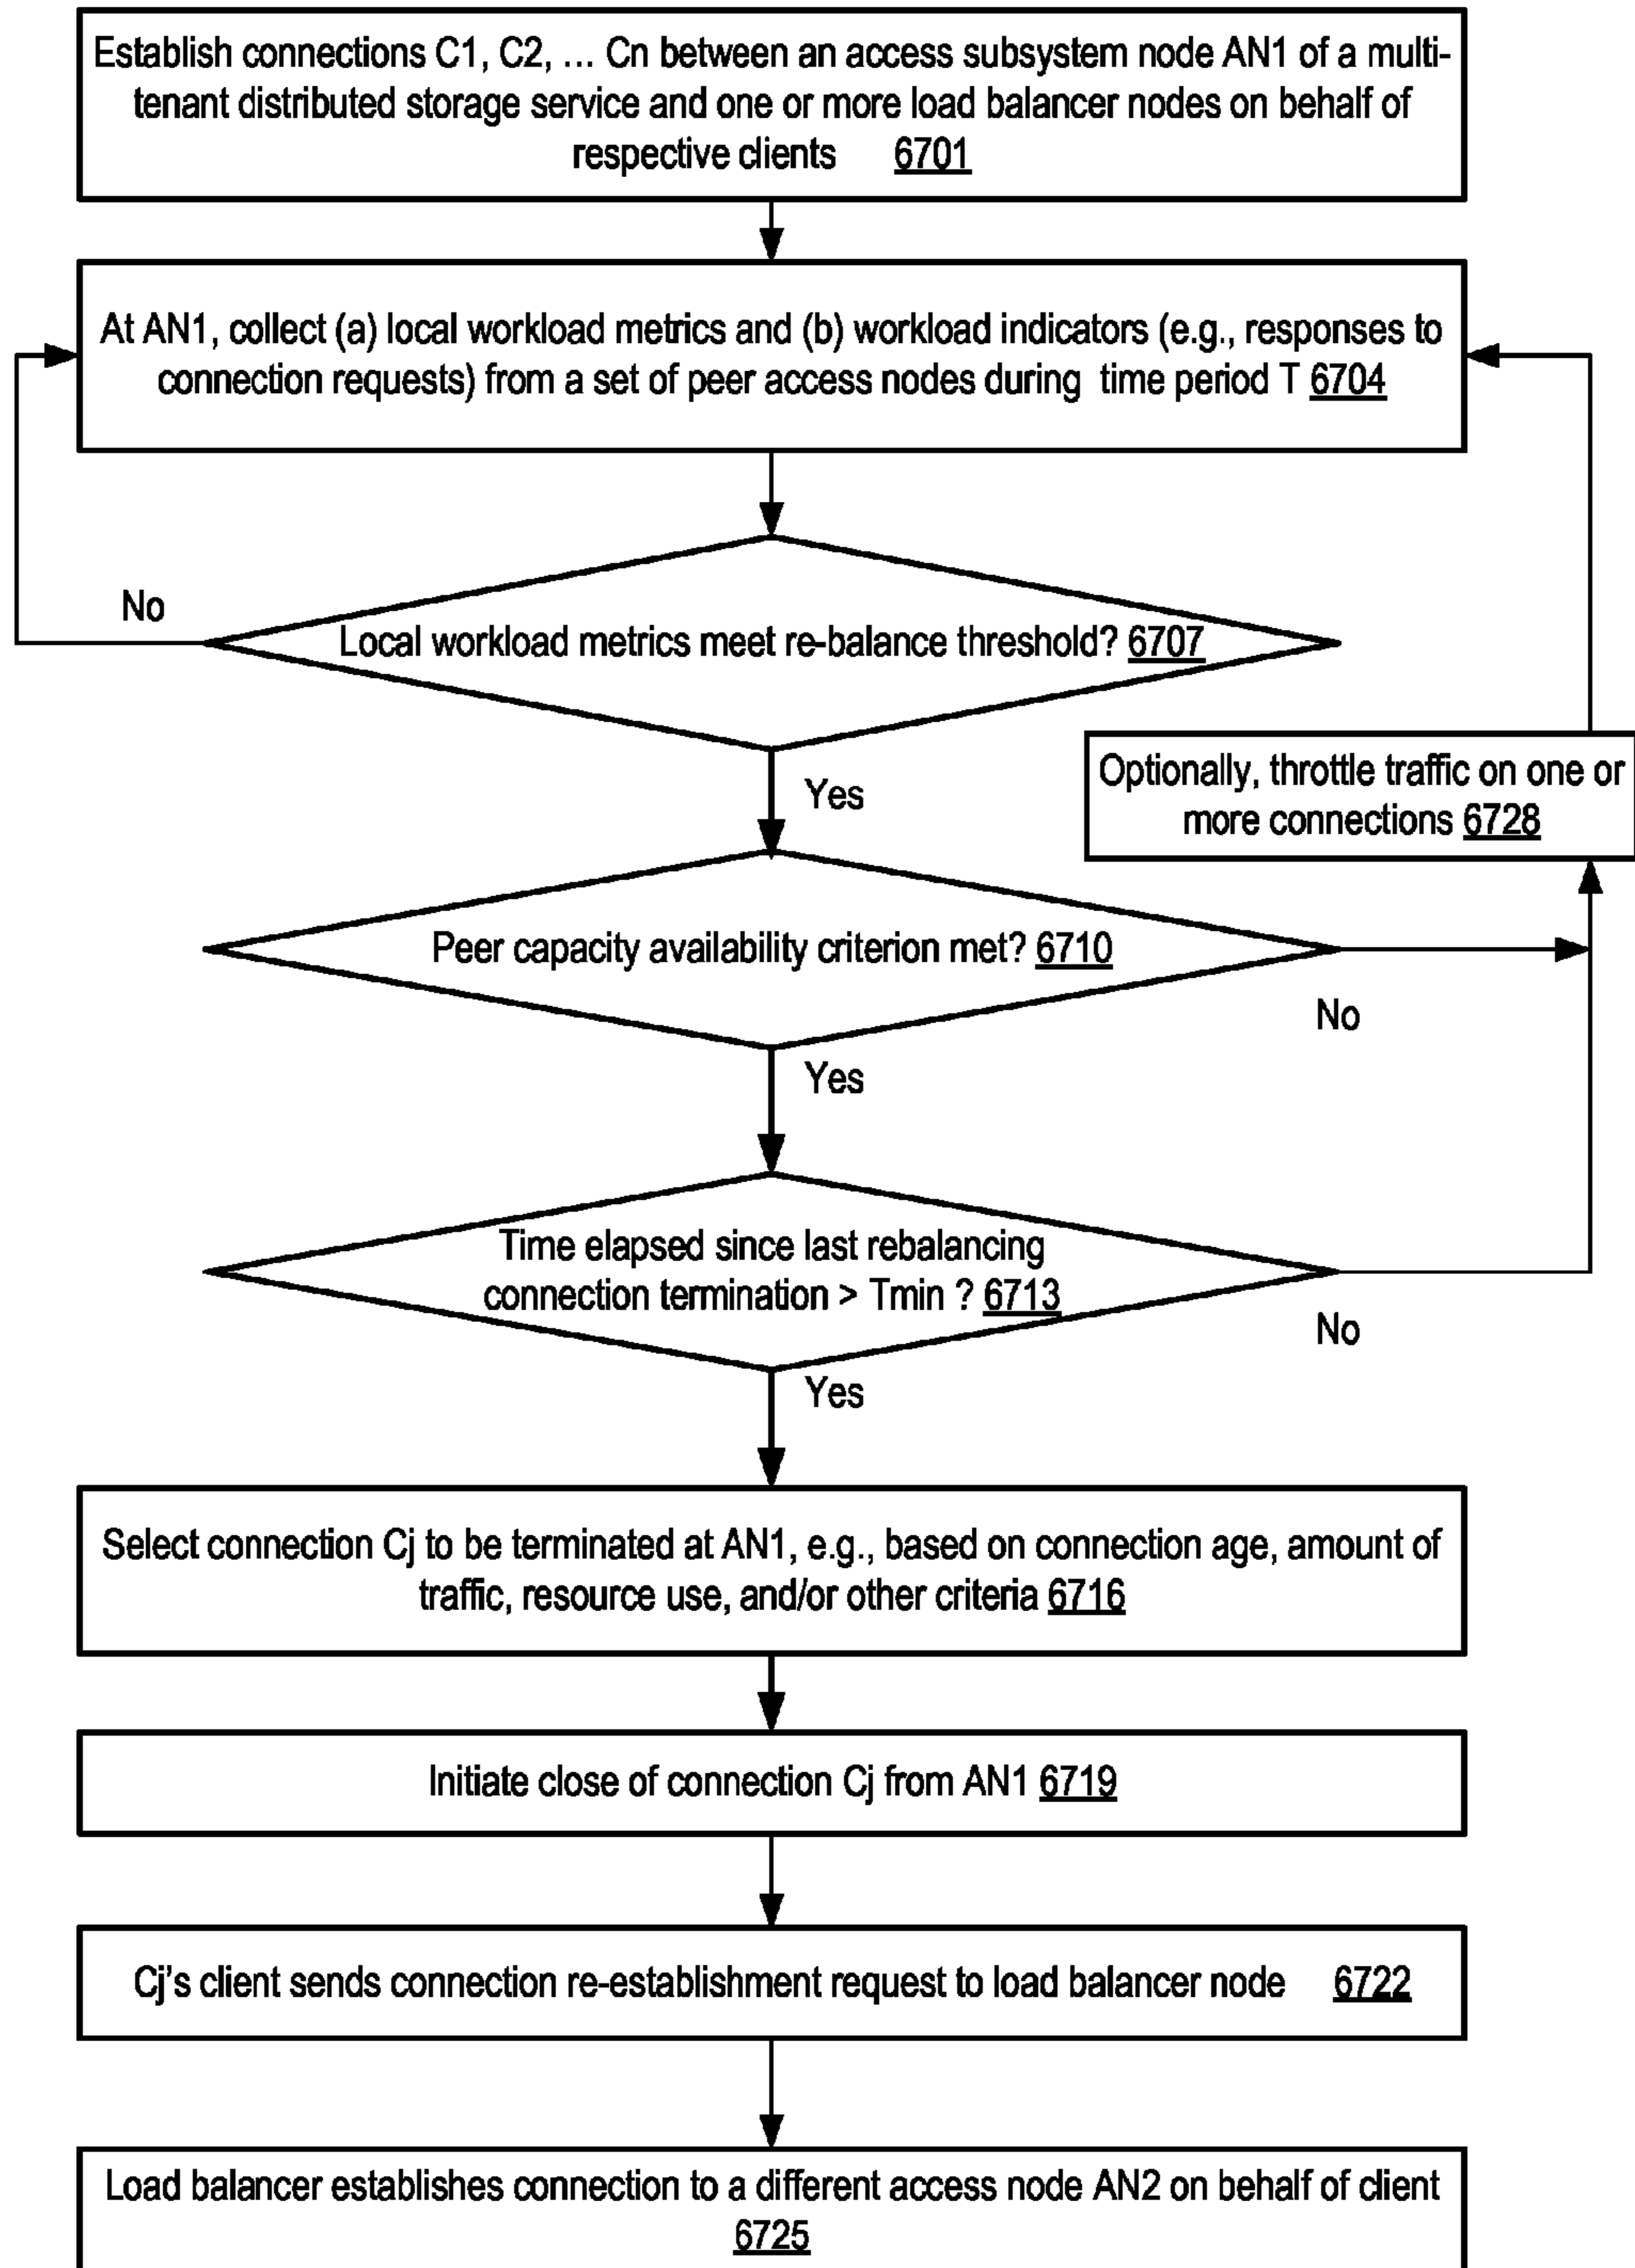 Establish connections C1, C2, ... Cn between an access subsystem node AN1 of a multi-
tenant distributed storage service and one or more load balancer nodes on behalf of
respective clients 6701
At AN1, collect (a) local workload metrics and (b) workload indicators (e.g., responses to
connection requests) from a set of peer access nodes during time period T 6704
No
Local workload metrics meet re-balance threshold? 6707
Yes
Optionally, throttle traffic on one or
more connections 6728
Peer capacity availability criterion met? 6710
No
Yes
Time elapsed since last rebalancing
connection termination > Tmin ? 6713
No
Yes
Select connection Cj to be terminated at AN1, e.g., based on connection age, amount of
traffic, resource use, and/or other criteria 6716
Initiate close of connection Cj from AN1 6719
Cj's client sends connection re-establishment request to load balancer node 6722
Load balancer establishes connection to a different access node AN2 on behalf of client
6725